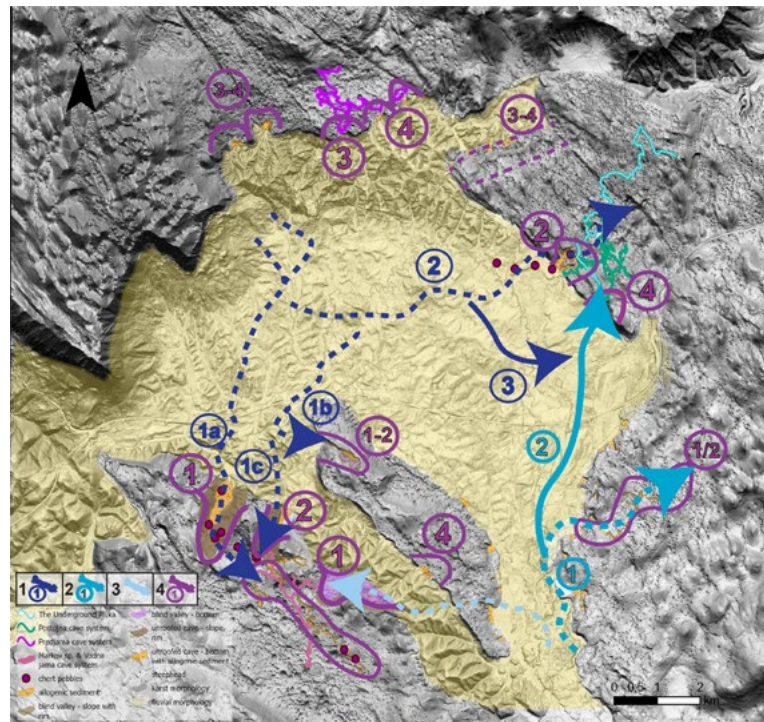 3-4
3
4
3-4
2
2
4
3
1b
1a
1-2
1
1c
2
2
1/2
4
1
1
1 1 2 1 3 4 1
The Underground Pivka
Postojna cave system
Predjama cave system
Markov sp. & Vodna
jama cave system
chert pebbles
allogenic sediment
blind valley - slope with
rim
blind valley - bottom
unroofed cave - slope,
rim
unroofed cave - bottom
with allogenic sediment
steephead
karst morphology
fluvial morphology
0 0,5 1 2
km